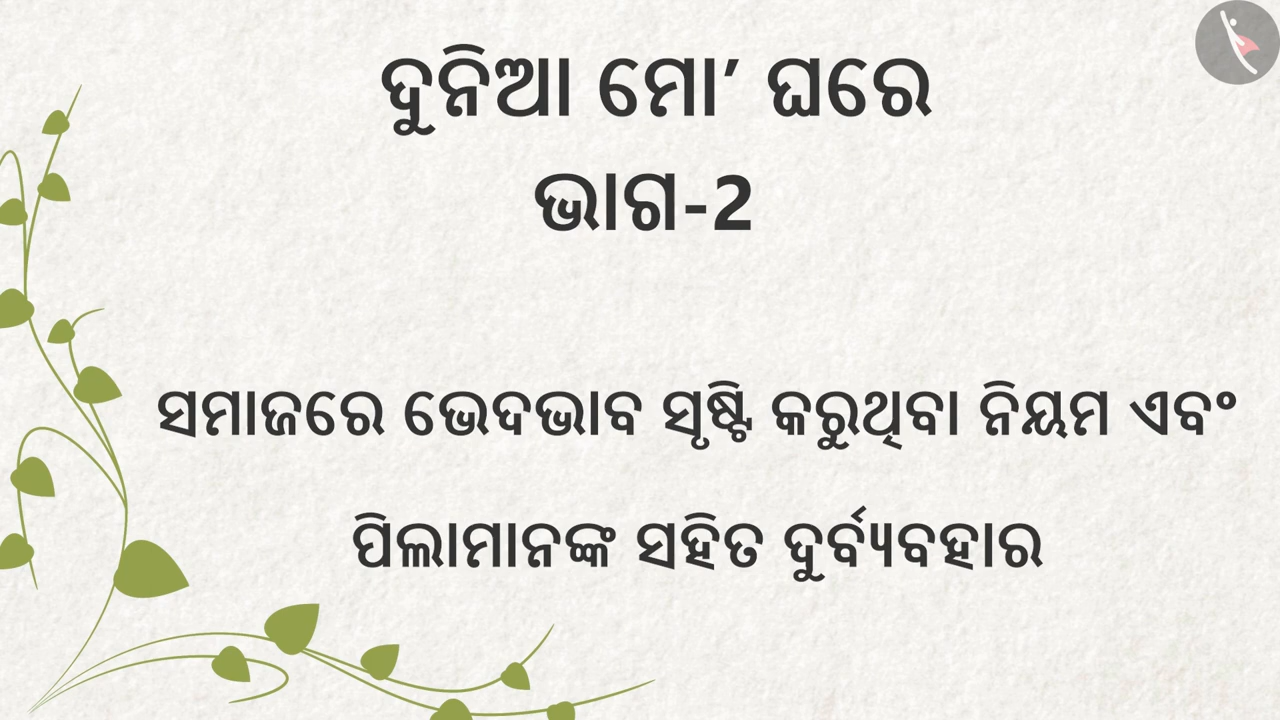 ଦୁନିଆ ମୋ’ ଘରେ
ଭାଗ-2
ସମାଜରେ ଭେଦଭାବ ସୃଷ୍ଟି କରୁଥିବା ନିୟମ ଏବଂ
ପିଲାମାନଙ୍କ ସହିତ ଦୁର୍ବ୍ୟବହାର